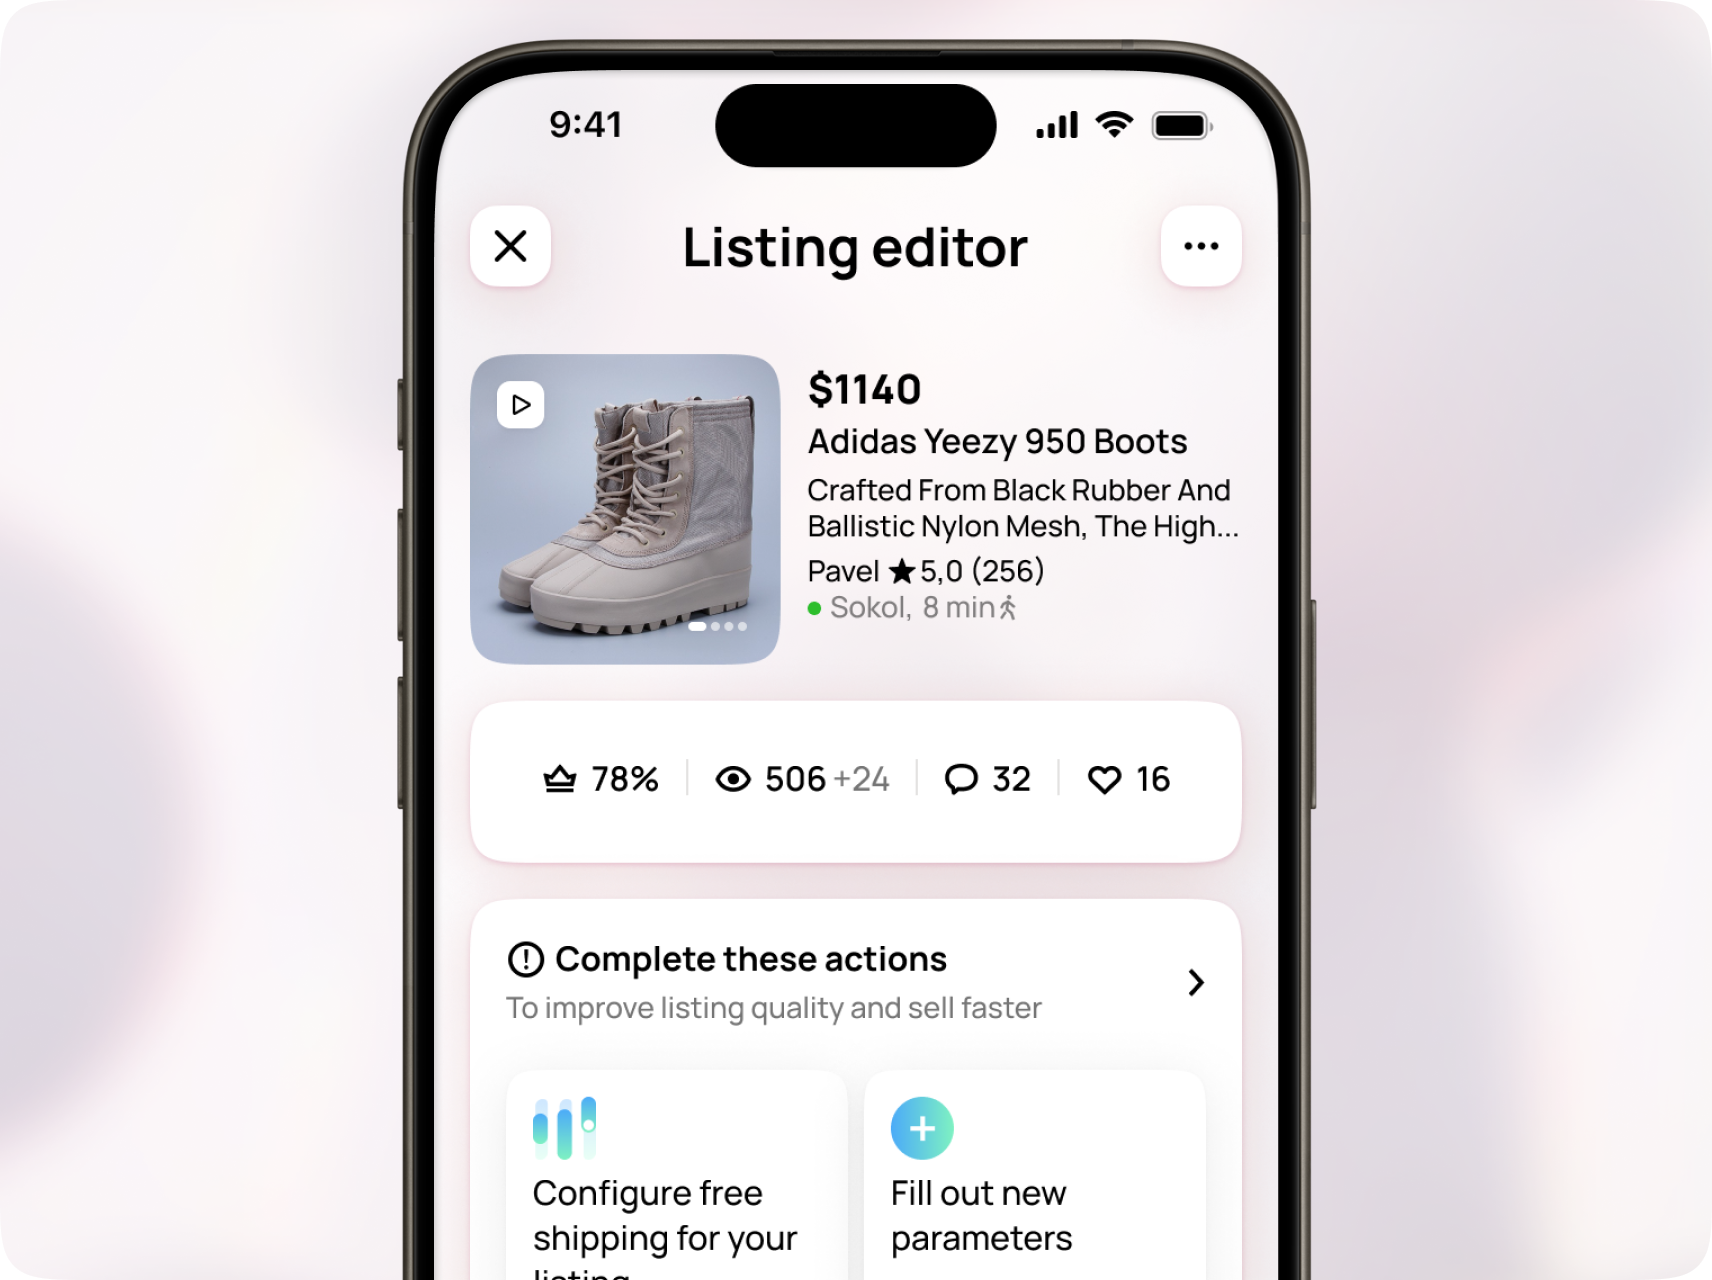 9:41
Listing editor
$1140
Adidas Yeezy 950 Boots
Crafted From Black Rubber And
Ballistic Nylon Mesh, The High...
Pavel ★ 5,0 (256)
Sokol, 8 min
78% 506 +24 32 16
Complete these actions
To improve listing quality and sell faster
Configure free
shipping for your
listing
Fill out new
parameters